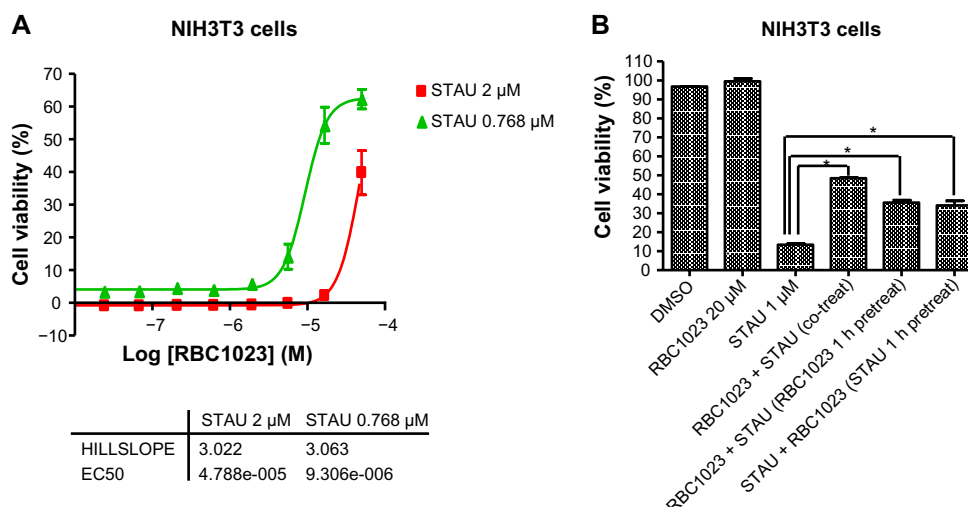 A
NIH3T3 cells
Cell viability (%)
70
60
50
40
30
20
10
0
−10
−7
−6
−5
−4
Log [RBC1023] (M)
STAU 2 μM
STAU 0.768 μM
STAU 2 μM STAU 0.768 μM
HILLSLOPE 3.022 3.063
EC50 4.788e-005 9.306e-006
B
NIH3T3 cells
Cell viability (%)
110
100
90
80
70
60
50
40
30
20
10
0
*
*
*
DMSO
RBC1023 20 μM
STAU 1 μM
RBC1023 + STAU (co-treat)
RBC1023 + STAU (RBC1023 1 h pretreat)
STAU + RBC1023 (STAU 1 h pretreat)